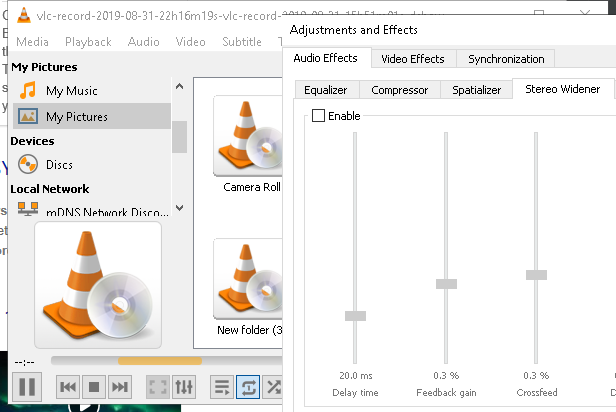 vlc-record-2019-08-31-22h16m19s-vlc-record-2019-08-31-15h51
Adjustments and Effects
Media Playback Audio Video Subtitle T
Audio Effects Video Effects Synchronization
My Pictures
My Music
My Pictures
Devices
Discs
Local Network
mDNS Network Disco...
Camera Roll
New folder (3
Equalizer Compressor Spatializer Stereo Widener
Enable
20.0 ms 0.3 % 0.3 %
Delay time Feedback gain Crossfeed D
--:--